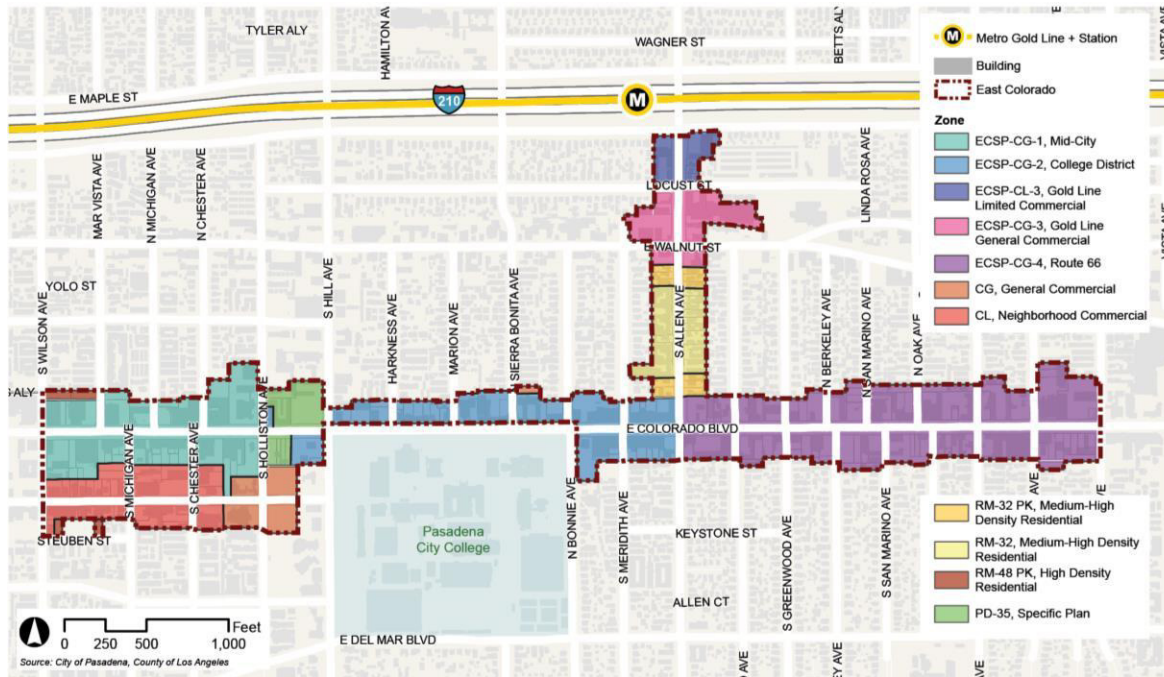 TYLER ALY
HAMILTON AV
WAGNER ST
BETTS ALY
VISTA AVE
E MAPLE ST
210
M
MAR VISTA AVE
N MICHIGAN AVE
N CHESTER AVE
LOCUST CT
LINDA ROSA AVE
E WALNUT ST
YOLO ST
S WILSON AVE
S HILL AVE
HARKNESS AVE
MARION AVE
SIERRA BONITA AVE
S ALLEN AVE
N BERKELEY AVE
N SAN MARINO AVE
N OAK AVE
ALY
S HOLLISTON AVE
E COLORADO BLVD
S MICHIGAN AVE
S CHESTER AVE
STEUBEN ST
Pasadena
City College
N BONNIE AVE
S MERIDITH AVE
KEYSTONE ST
S GREENWOOD AVE
S SAN MARINO AVE
ALLEN CT
E DEL MAR BLVD
M Metro Gold Line + Station
Building
East Colorado
Zone
ECSP-CG-1, Mid-City
ECSP-CG-2, College District
ECSP-CL-3, Gold Line
Limited Commercial
ECSP-CG-3, Gold Line
General Commercial
ECSP-CG-4, Route 66
CG, General Commercial
CL, Neighborhood Commercial
RM-32 PK, Medium-High
Density Residential
RM-32, Medium-High Density
Residential
RM-48 PK, High Density
Residential
PD-35, Specific Plan
Feet
0 250 500 1,000
Source: City of Pasadena, County of Los Angeles